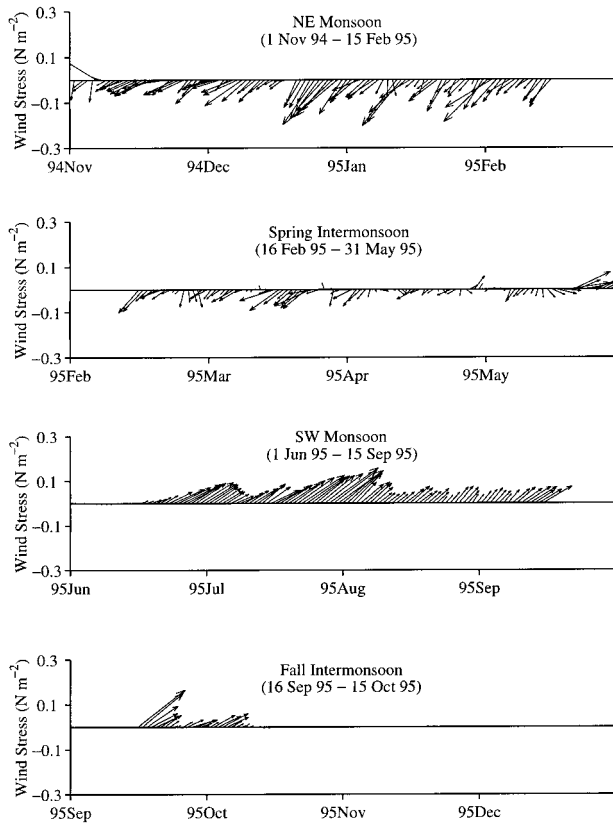 NE Monsoon
(1 Nov 94 – 15 Feb 95)
Wind Stress (N m⁻²)
0.3
0.1
−0.1
−0.3
94Nov 94Dec 95Jan 95Feb
Spring Intermonsoon
(16 Feb 95 – 31 May 95)
Wind Stress (N m⁻²)
0.3
0.1
−0.1
−0.3
95Feb 95Mar 95Apr 95May
SW Monsoon
(1 Jun 95 – 15 Sep 95)
Wind Stress (N m⁻²)
0.3
0.1
−0.1
−0.3
95Jun 95Jul 95Aug 95Sep
Fall Intermonsoon
(16 Sep 95 – 15 Oct 95)
Wind Stress (N m⁻²)
0.3
0.1
−0.1
−0.3
95Sep 95Oct 95Nov 95Dec